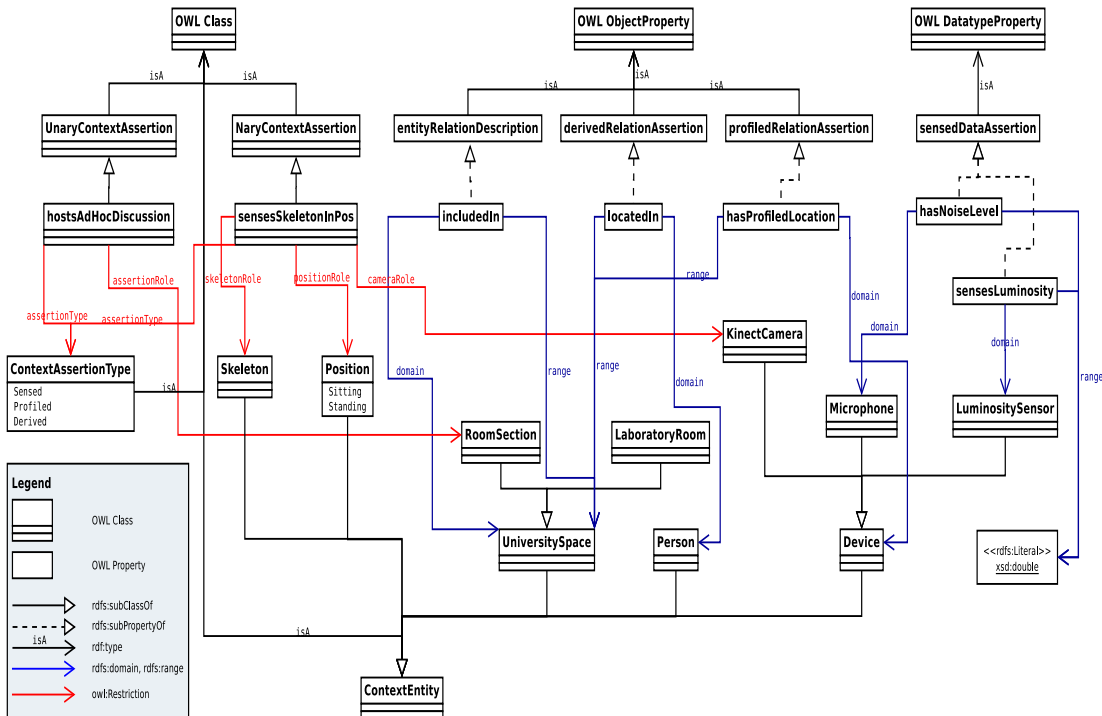 OWL Class
OWL ObjectProperty
OWL DatatypeProperty
isA
isA
isA
isA
isA
isA
UnaryContextAssertion
NaryContextAssertion
entityRelationDescription
derivedRelationAssertion
profiledRelationAssertion
sensedDataAssertion
hostsAdHocDiscussion
sensesSkeletonInPos
includedIn
locatedIn
hasProfiledLocation
hasNoiseLevel
assertionRole
skeletonRole
positionRole
cameraRole
range
sensesLuminosity
domain
assertionType
assertionType
domain
domain
KinectCamera
ContextAssertionType
Sensed
Profiled
Derived
isA
Skeleton
Position
Sitting
Standing
domain
range
range
domain
range
Microphone
LuminositySensor
RoomSection
LaboratoryRoom
UniversitySpace
Person
Device
<<rdfs:Literal>>
xsd:double
isA
ContextEntity
Legend
OWL Class
OWL Property
rdfs:subClassOf
rdfs:subPropertyOf
isA
rdf:type
rdfs:domain, rdfs:range
owl:Restriction